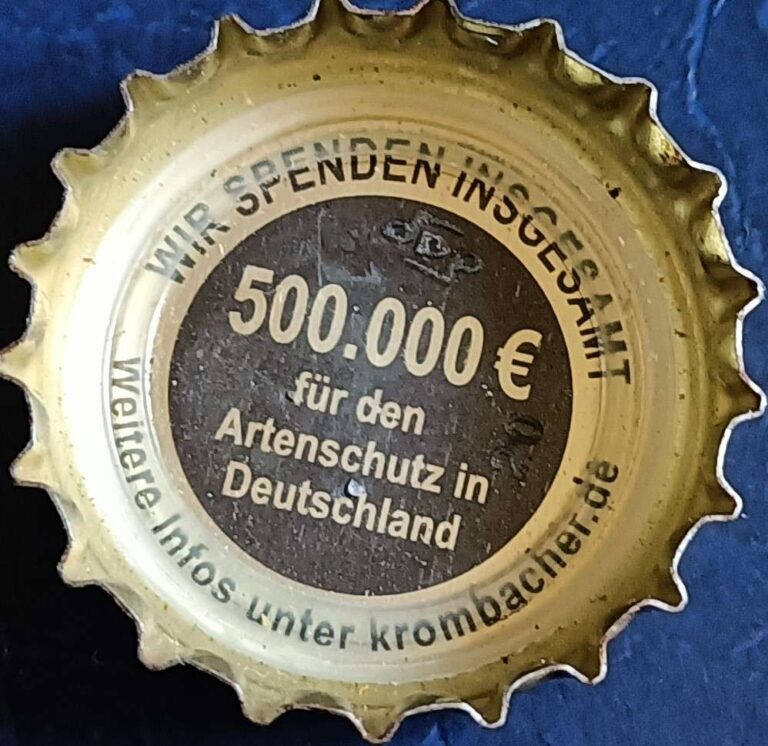 WIR SPENDEN INSGESAMT
500.000 €
für den
Artenschutz in
Deutschland
Weitere Infos unter krombacher.de